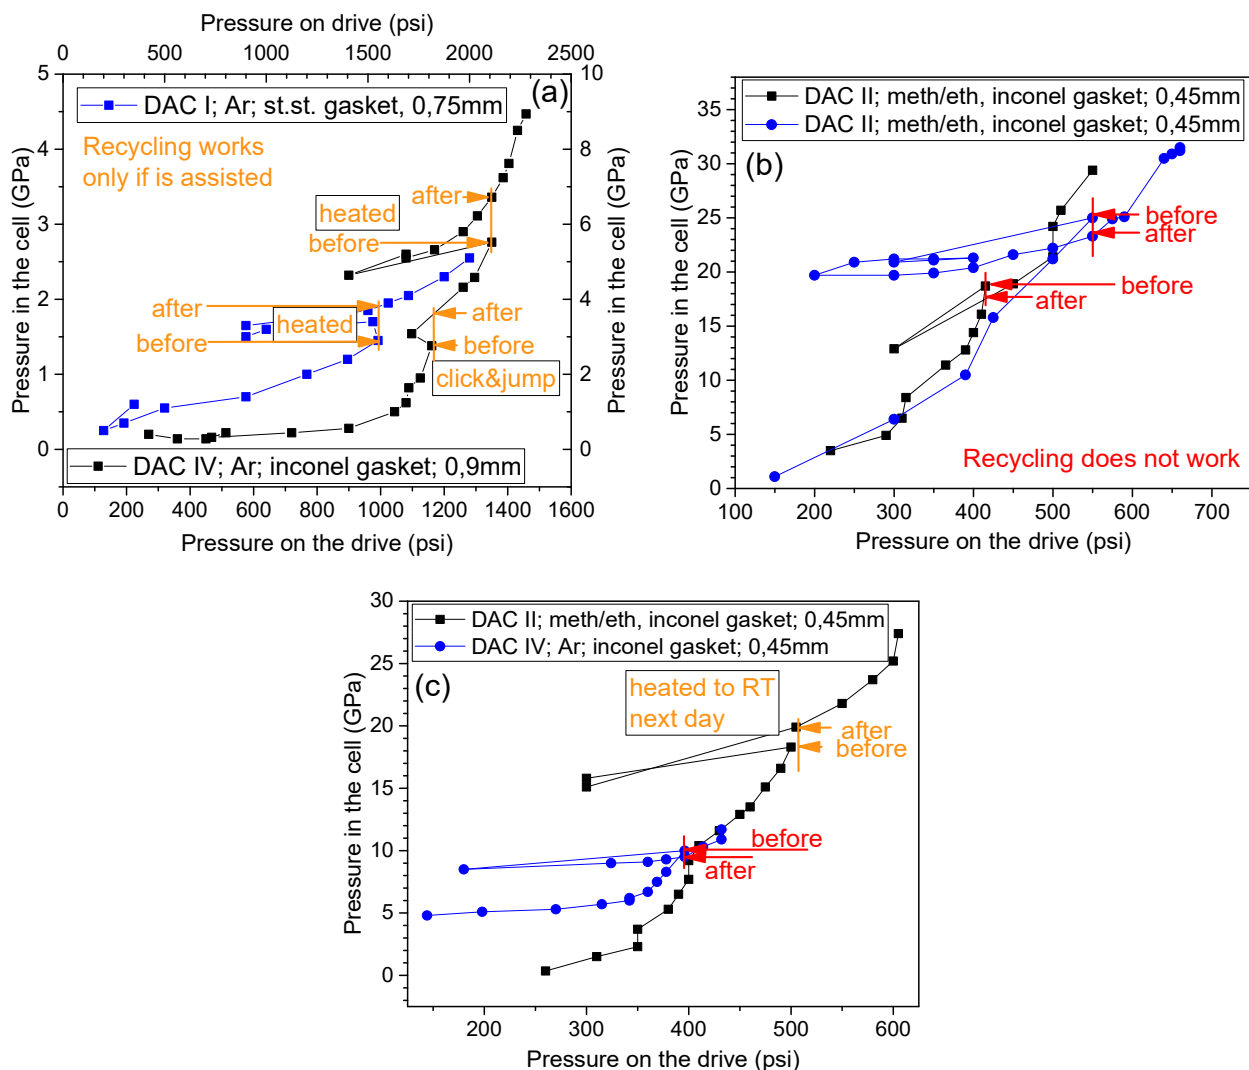 Pressure on drive (psi)
0 500 1000 1500 2000 2500
5
4
3
2
1
0
Pressure in the cell (GPa)
10
8
6
4
2
0
Pressure in the cell (GPa)
(a)
DAC I; Ar; st.st. gasket, 0,75mm
Recycling works
only if is assisted
after
heated
before
after
heated
before
after
before
click&jump
DAC IV; Ar; inconel gasket; 0,9mm
0 200 400 600 800 1000 1200 1400 1600
Pressure on the drive (psi)
35
30
25
20
15
10
5
0
Pressure in the cell (GPa)
DAC II; meth/eth, inconel gasket; 0,45mm
DAC II; meth/eth, inconel gasket; 0,45mm
(b)
before
after
before
after
Recycling does not work
100 200 300 400 500 600 700
Pressure on the drive (psi)
30
25
20
15
10
5
0
Pressure in the cell (GPa)
DAC II; meth/eth, inconel gasket; 0,45mm
DAC IV; Ar; inconel gasket; 0,45mm
(c)
heated to RT
next day
after
before
before
after
200 300 400 500 600
Pressure on the drive (psi)